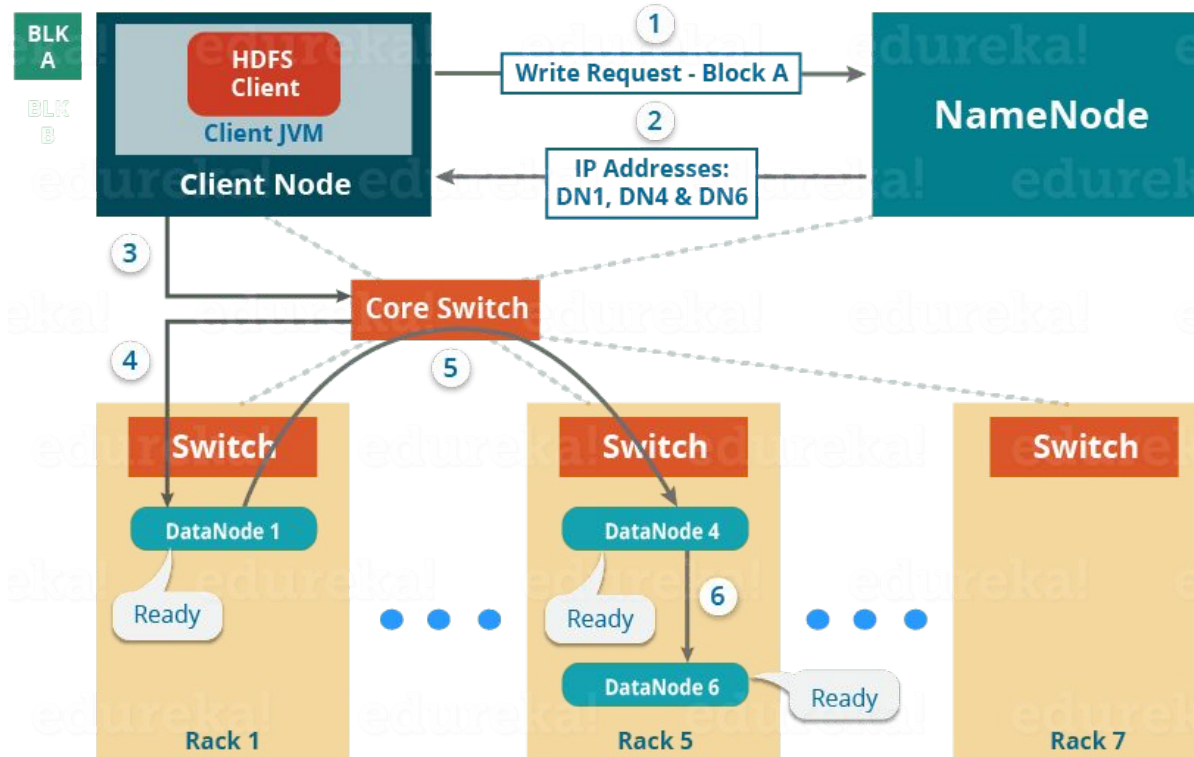 BLK
A
BLK
B
HDFS
Client
Client JVM
Client Node
1
Write Request - Block A
2
IP Addresses:
DN1, DN4 & DN6
NameNode
3
Core Switch
4
5
Switch
Switch
Switch
DataNode 1
DataNode 4
Ready
Ready
6
DataNode 6
Ready
Rack 1
Rack 5
Rack 7
edureka!